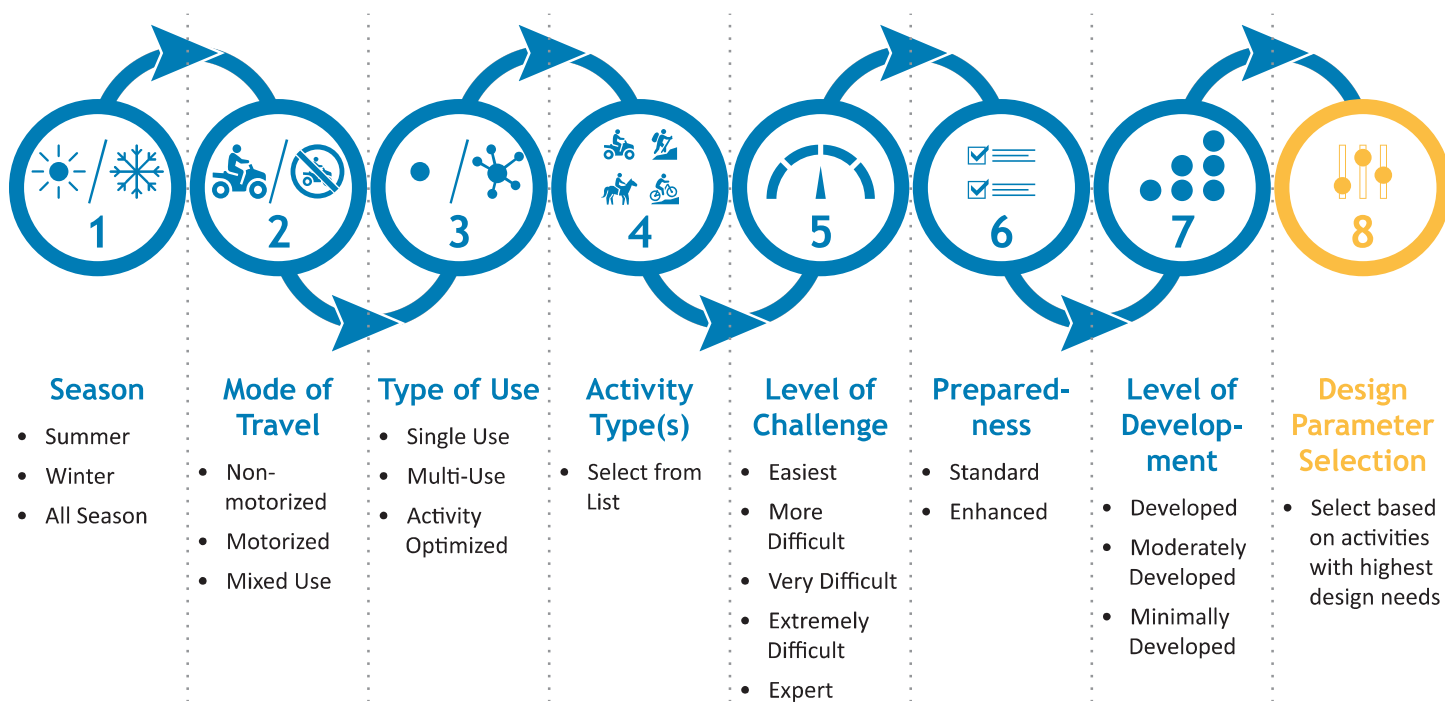 1
2
3
4
5
6
7
8
Season
• Summer
• Winter
• All Season
Mode of
Travel
• Non-
motorized
• Motorized
• Mixed Use
Type of Use
• Single Use
• Multi-Use
• Activity
Optimized
Activity
Type(s)
• Select from
List
Level of
Challenge
• Easiest
• More
Difficult
• Very Difficult
• Extremely
Difficult
• Expert
Prepared-
ness
• Standard
• Enhanced
Level of
Develop-
ment
• Developed
• Moderately
Developed
• Minimally
Developed
Design
Parameter
Selection
• Select based
on activities
with highest
design needs